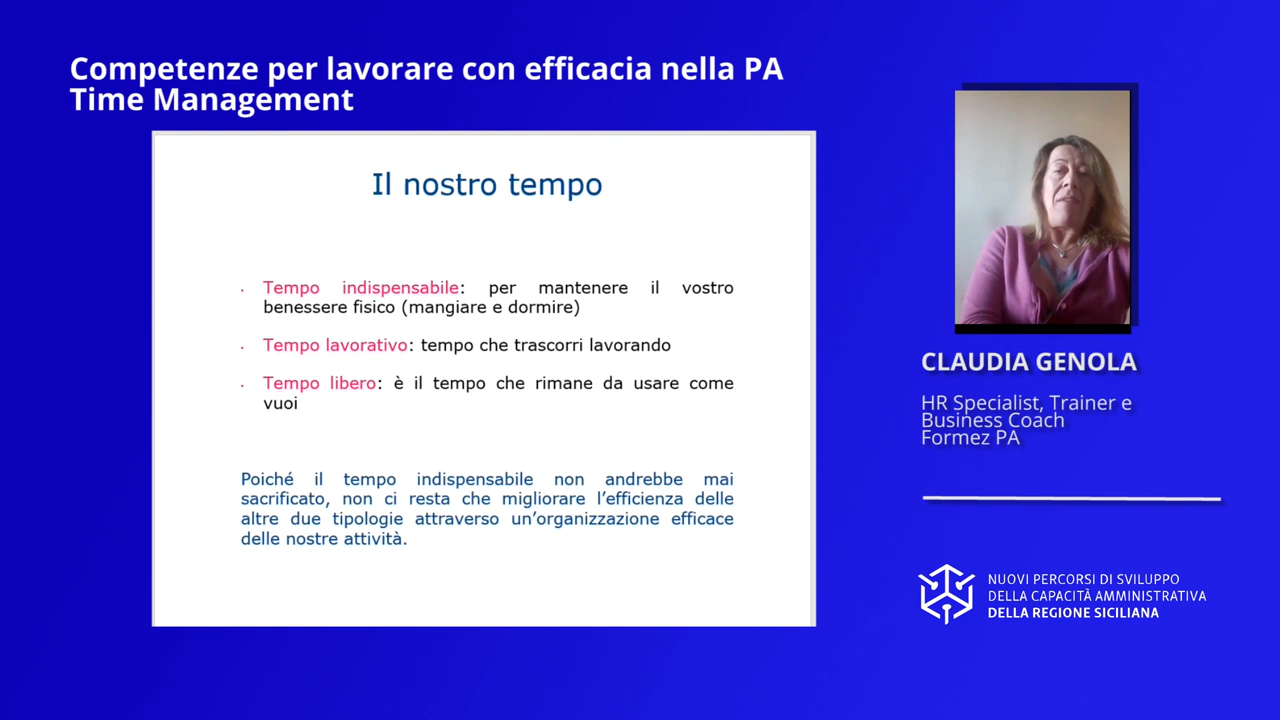 Competenze per lavorare con efficacia nella PA
Time Management
Il nostro tempo
· Tempo indispensabile: per mantenere il vostro
benessere fisico (mangiare e dormire)
· Tempo lavorativo: tempo che trascorri lavorando
· Tempo libero: è il tempo che rimane da usare come
vuoi
Poiché il tempo indispensabile non andrebbe mai
sacrificato, non ci resta che migliorare l’efficienza delle
altre due tipologie attraverso un’organizzazione efficace
delle nostre attività.
CLAUDIA GENOLA
HR Specialist, Trainer e
Business Coach
Formez PA
NUOVI PERCORSI DI SVILUPPO
DELLA CAPACITÀ AMMINISTRATIVA
DELLA REGIONE SICILIANA